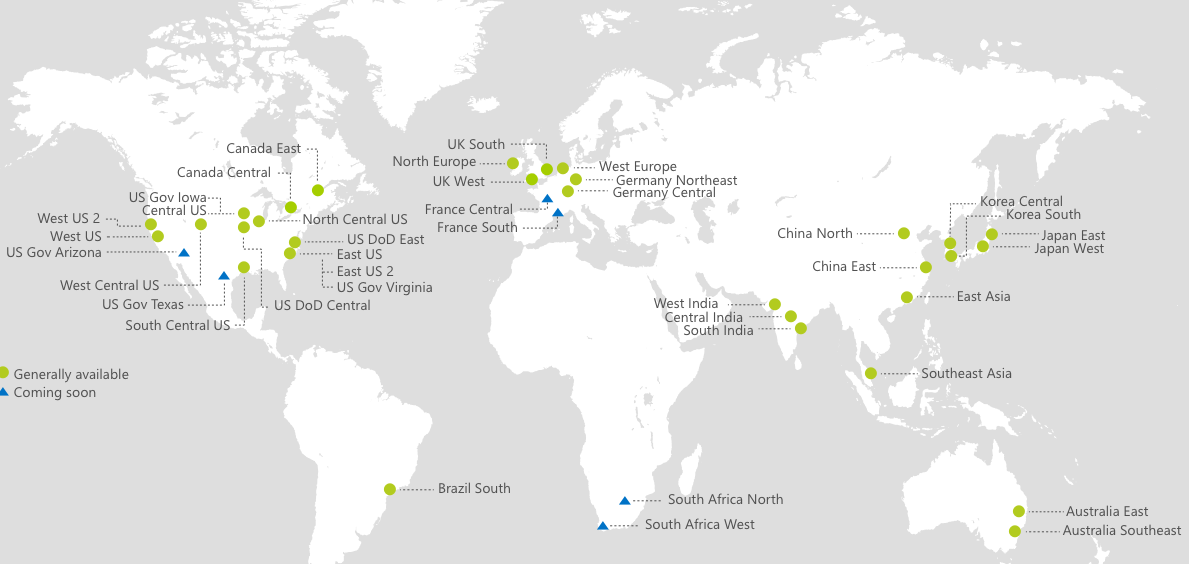 Canada East
Canada Central
US Gov Iowa
Central US
West US 2
West US
US Gov Arizona
West Central US
US Gov Texas
South Central US
North Central US
US DoD East
East US
East US 2
US Gov Virginia
US DoD Central
Generally available
Coming soon
Brazil South
UK South
North Europe
UK West
France Central
France South
West Europe
Germany Northeast
Germany Central
South Africa North
South Africa West
West India
Central India
South India
China North
China East
Korea Central
Korea South
Japan East
Japan West
East Asia
Southeast Asia
Australia East
Australia Southeast